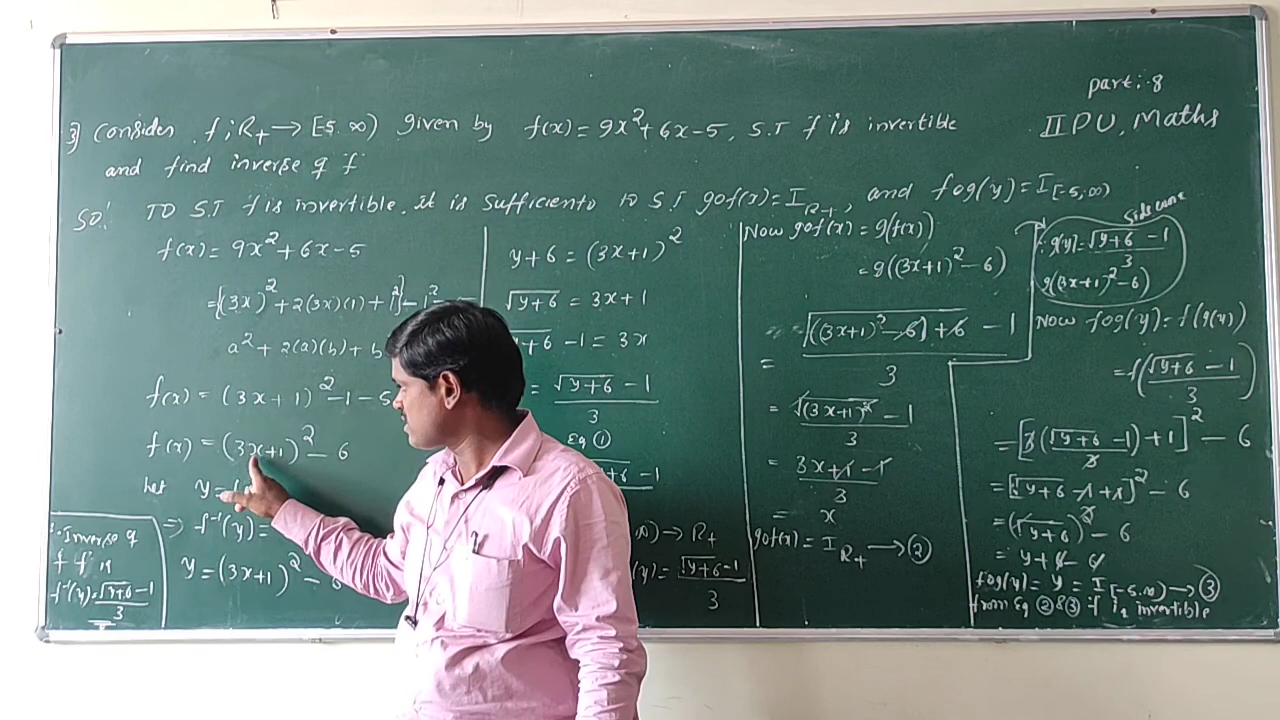 part:-8
II PU, Maths
3) Consider f: R₊ → [-5, ∞) given by f(x) = 9x² + 6x - 5, S.T f is invertible
and find inverse of f
So! TO S.T f is invertible, it is Sufficiento to S.T gof(x) = I_R₊, and fog(y) = I_[-5,∞)
f(x) = 9x² + 6x - 5
= [(3x)² + 2(3x)(1) + 1²] - 1² -
a² + 2(a)(b) + b
f(x) = (3x + 1)² - 1 - 5
f(x) = (3x+1)² - 6
let y =
⇒ f⁻¹(y) =
y = (3x+1)² - 6
∴ Inverse of
f f⁻¹ is
f⁻¹(y) = (√(y+6) - 1)/3
y + 6 = (3x+1)²
√(y+6) = 3x + 1
√(y+6) - 1 = 3x
= (√(y+6) - 1)/3
Eq ①
y+6 - 1
∞) → R₊
(y) = (√(y+6) - 1)/3
Now gof(x) = g(f(x))
= g((3x+1)² - 6)
= (√([(3x+1)² - 6] + 6) - 1)/3
= (√(3x+1)² - 1)/3
= (3x + 1 - 1)/3
= x
gof(x) = I_R₊ → ②
Side work
∴ g(y) = (√(y+6) - 1)/3
g((3x+1)² - 6)
Now fog(y) = f(g(y))
= f((√(y+6) - 1)/3)
= [3((√(y+6) - 1)/3) + 1]² - 6
= [√(y+6) - 1 + 1]² - 6
= (√(y+6))² - 6
= y + 6 - 6
fog(y) = y = I_[-5,∞) → ③
from Eq ② & ③ f is invertible